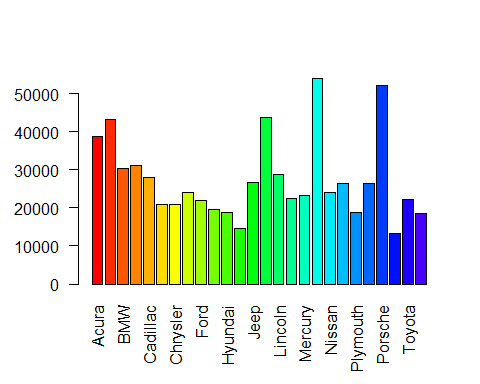 50000
40000
30000
20000
10000
0
Acura
BMW
Cadillac
Chrysler
Ford
Hyundai
Jeep
Lincoln
Mercury
Nissan
Plymouth
Porsche
Toyota